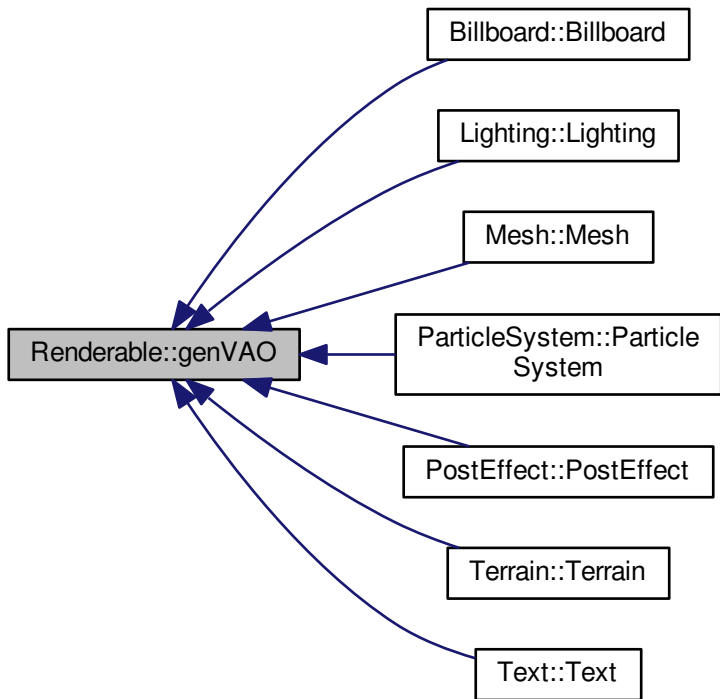 Billboard::Billboard
Lighting::Lighting
Mesh::Mesh
Renderable::genVAO
ParticleSystem::Particle
System
PostEffect::PostEffect
Terrain::Terrain
Text::Text